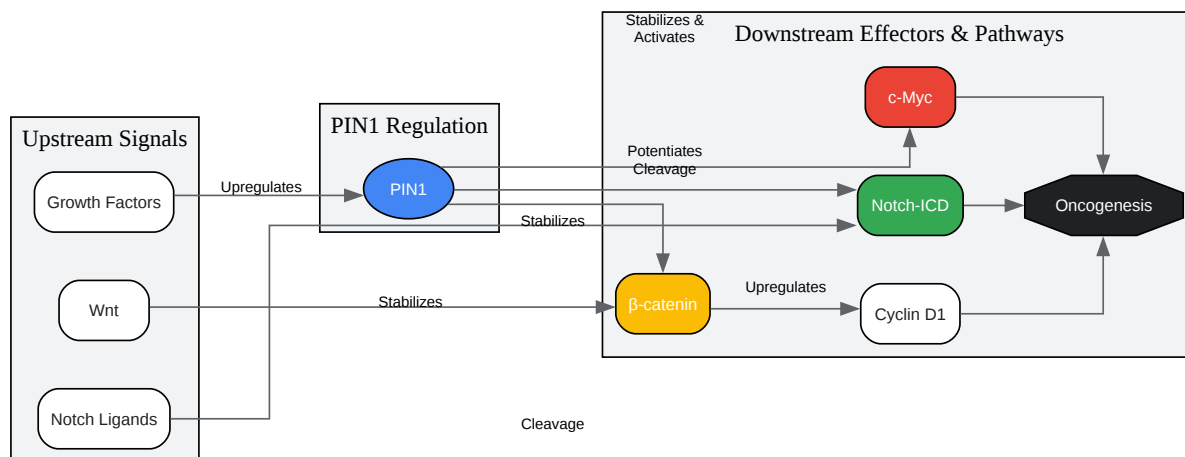 Stabilizes &
Activates
Downstream Effectors & Pathways
c-Myc
Upstream Signals
PIN1 Regulation
Potentiates
Cleavage
Growth Factors
Upregulates
PIN1
Notch-ICD
Oncogenesis
Stabilizes
Wnt
Stabilizes
β-catenin
Upregulates
Cyclin D1
Notch Ligands
Cleavage